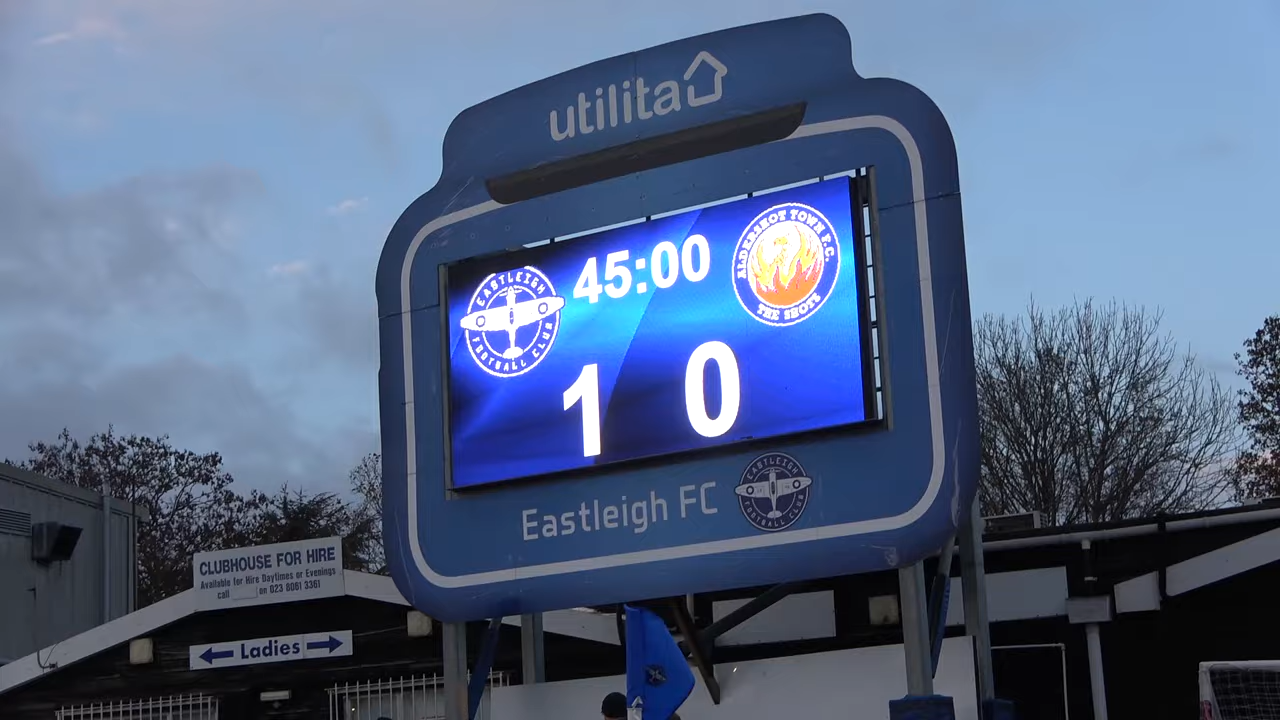 utilita
45:00
EASTLEIGH
FOOTBALL CLUB
ALDERSHOT TOWN F.C.
THE SHOTS
1 0
Eastleigh FC
EASTLEIGH
FOOTBALL CLUB
CLUBHOUSE FOR HIRE
Available for Hire Daytimes or Evenings
call on 023 8061 3361
Ladies